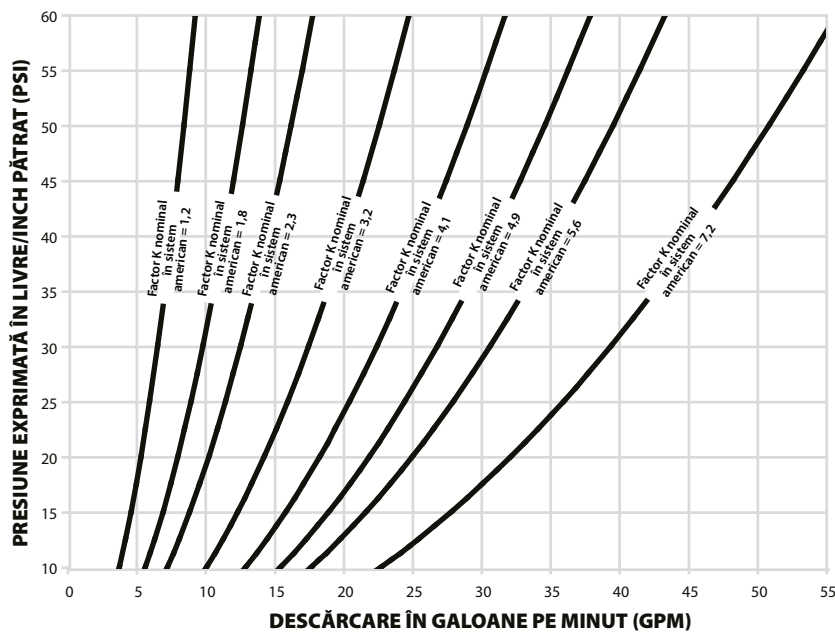 PRESIUNE EXPRIMATĂ ÎN LIVRE/INCH PĂTRAT (PSI)
60
55
50
45
40
35
30
25
20
15
10
Factor K nominal
în sistem
american = 1,2
Factor K nominal
în sistem
american = 1,8
Factor K nominal
în sistem
american = 2,3
Factor K nominal
în sistem
american = 3,2
Factor K nominal
în sistem
american = 4,1
Factor K nominal
în sistem
american = 4,9
Factor K nominal
în sistem
american = 5,6
Factor K nominal
în sistem
american = 7,2
0 5 10 15 20 25 30 35 40 45 50 55
DESCĂRCARE ÎN GALOANE PE MINUT (GPM)